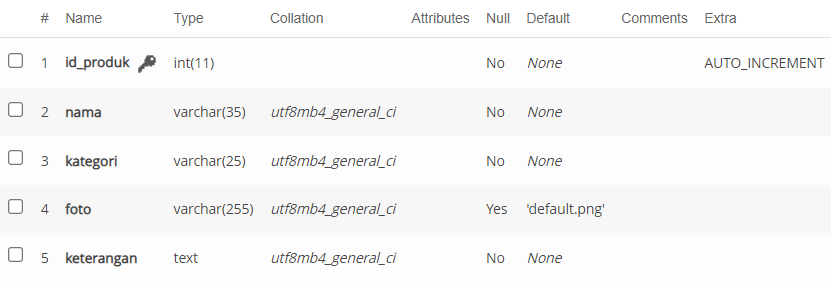 # Name Type Collation Attributes Null Default Comments Extra
1 id_produk int(11) No None AUTO_INCREMENT
2 nama varchar(35) utf8mb4_general_ci No None
3 kategori varchar(25) utf8mb4_general_ci No None
4 foto varchar(255) utf8mb4_general_ci Yes 'default.png'
5 keterangan text utf8mb4_general_ci No None